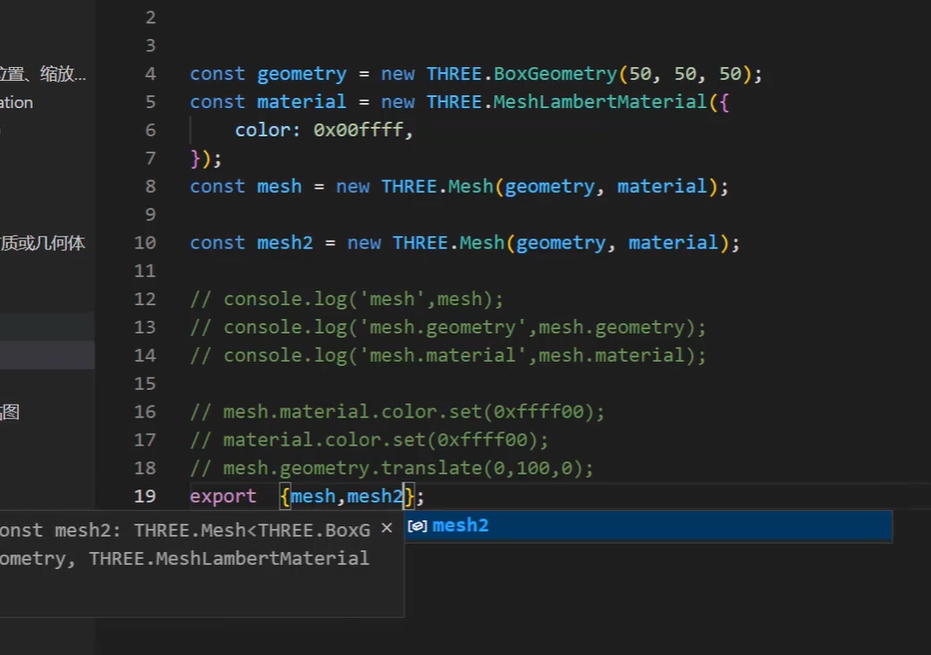 位置、缩放...
ation
质或几何体
图
2
3
4 const geometry = new THREE.BoxGeometry(50, 50, 50);
5 const material = new THREE.MeshLambertMaterial({
6 color: 0x00ffff,
7 });
8 const mesh = new THREE.Mesh(geometry, material);
9
10 const mesh2 = new THREE.Mesh(geometry, material);
11
12 // console.log('mesh',mesh);
13 // console.log('mesh.geometry',mesh.geometry);
14 // console.log('mesh.material',mesh.material);
15
16 // mesh.material.color.set(0xffff00);
17 // material.color.set(0xffff00);
18 // mesh.geometry.translate(0,100,0);
19 export {mesh,mesh2};
onst mesh2: THREE.Mesh<THREE.BoxG
ometry, THREE.MeshLambertMaterial
mesh2